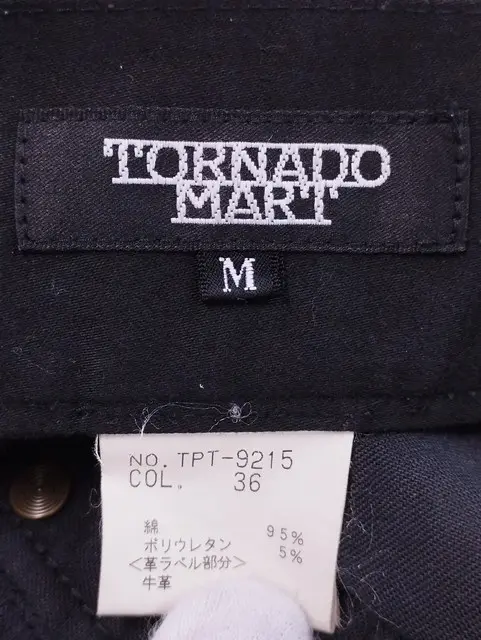 TORNADO
MART
M
NO. TPT-9215
COL. 36
綿 95%
ポリウレタン 5%
<革ラベル部分>
牛革